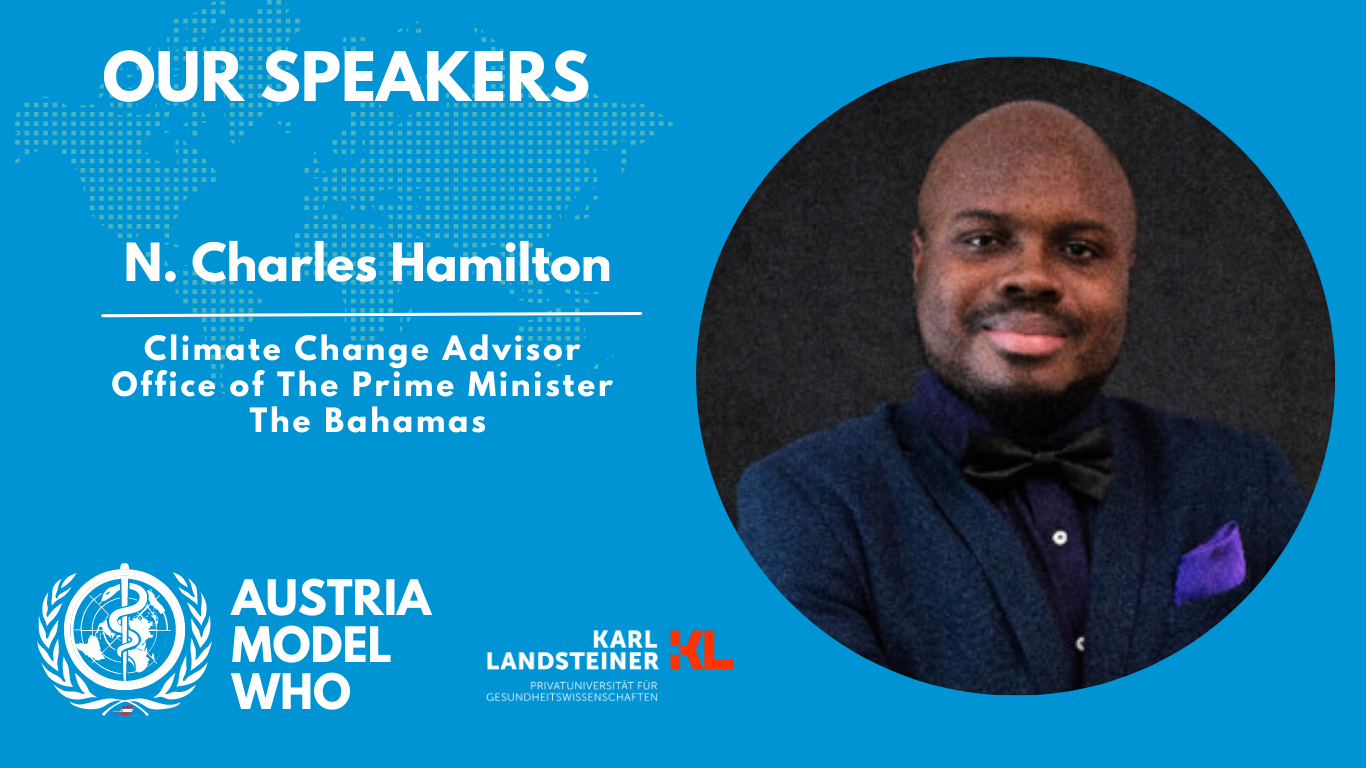 OUR SPEAKERS
N. Charles Hamilton
Climate Change Advisor
Office of The Prime Minister
The Bahamas
AUSTRIA
MODEL
WHO
KARL
LANDSTEINER
KL
PRIVATUNIVERSITÄT FÜR
GESUNDHEITSWISSENSCHAFTEN